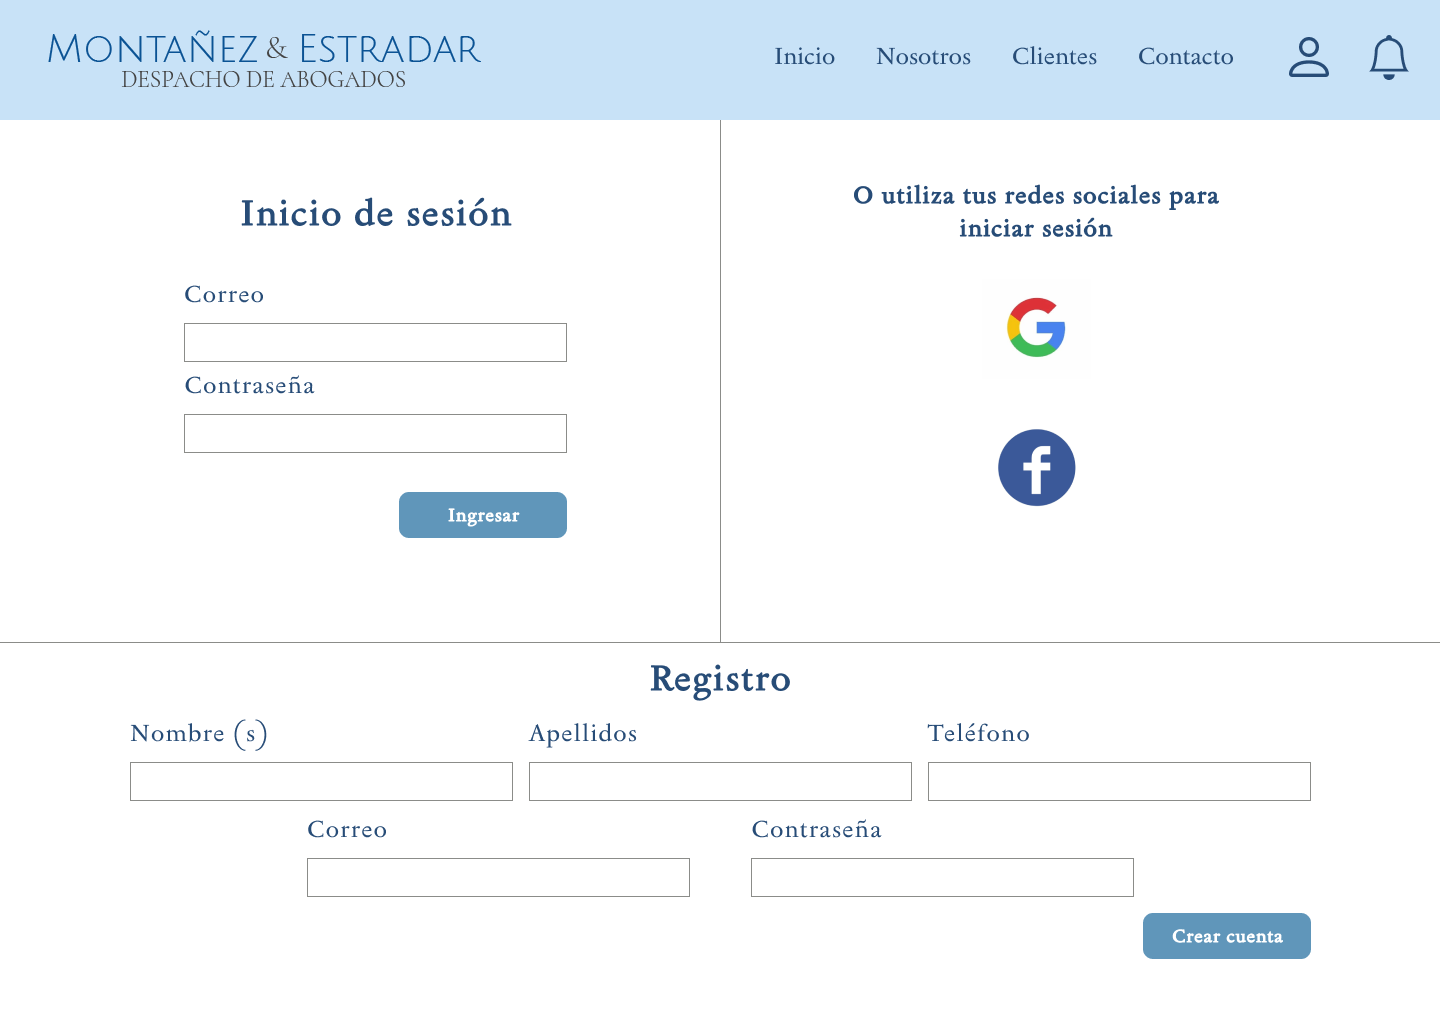 Montañez & Estradar
DESPACHO DE ABOGADOS
Inicio Nosotros Clientes Contacto
Inicio de sesión
Correo
Contraseña
Ingresar
O utiliza tus redes sociales para
iniciar sesión
Registro
Nombre (s) Apellidos Teléfono
Correo Contraseña
Crear cuenta